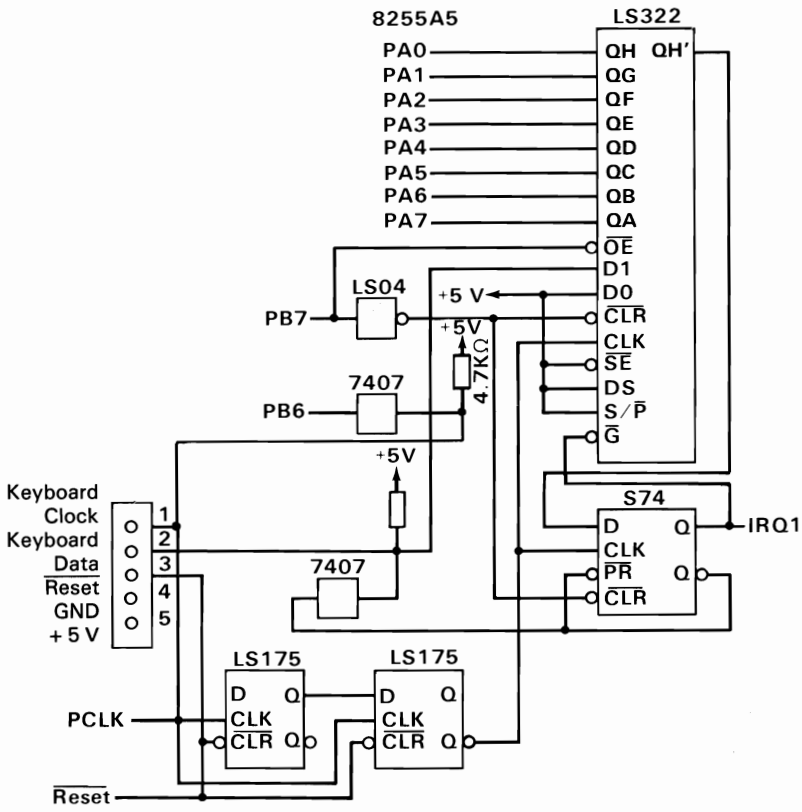 8255A5
LS322
PA0 QH QH'
PA1 QG
PA2 QF
PA3 QE
PA4 QD
PA5 QC
PA6 QB
PA7 QA
OE
D1
LS04
+5 V D0
PB7 CLR
+5V
CLK
4.7KΩ
SE
7407
DS
PB6 S/P
G
+5V
Keyboard
Clock 1
Keyboard 2
Data 3
Reset 4
GND 5
+5 V
S74
D Q IRQ1
CLK
7407
PR Q
CLR
LS175 LS175
D Q D Q
PCLK CLK CLK
CLR Q CLR Q
Reset